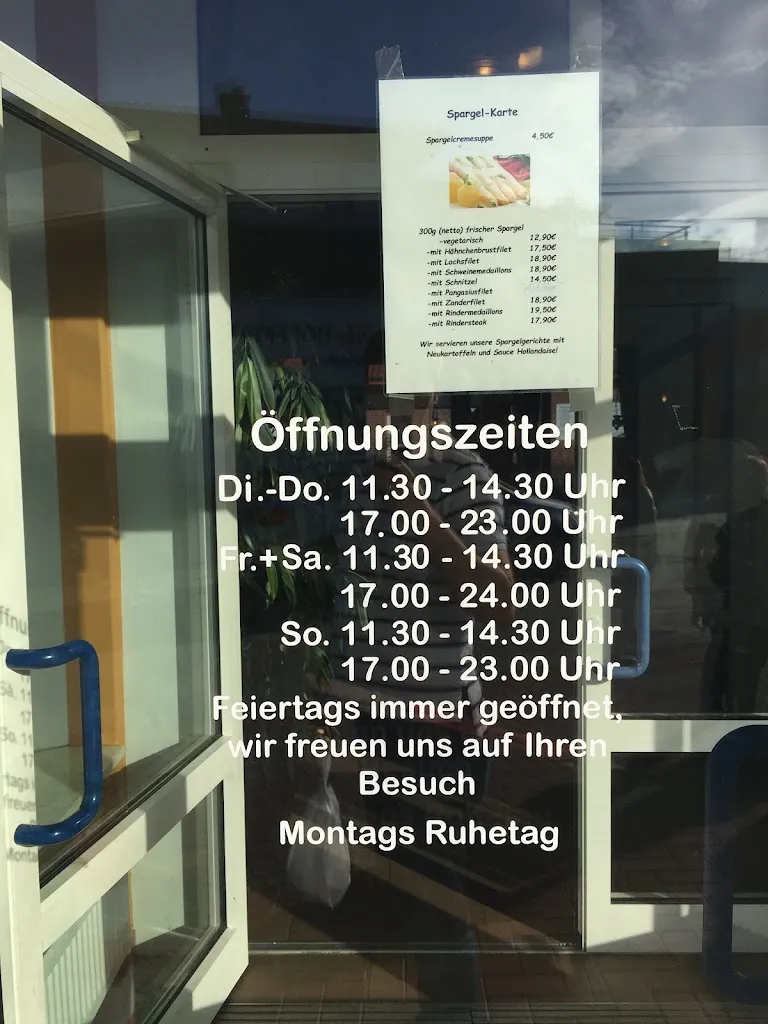 Spargel-Karte
Spargelcremesuppe 4,50€
300g (netto) frischer Spargel
-vegetarisch 12,90€
-mit Hähnchenbrustfilet 17,50€
-mit Lachsfilet 18,90€
-mit Schweinemedaillons 18,90€
-mit Schnitzel 14,50€
-mit Pangasiusfilet
-mit Zanderfilet 18,90€
-mit Rindermedaillons 19,50€
-mit Rindersteak 17,90€
Wir servieren unsere Spargelgerichte mit
Neukartoffeln und Sauce Hollandaise!
Öffnungszeiten
Di.-Do. 11.30 - 14.30 Uhr
17.00 - 23.00 Uhr
Fr.+Sa. 11.30 - 14.30 Uhr
17.00 - 24.00 Uhr
So. 11.30 - 14.30 Uhr
17.00 - 23.00 Uhr
Feiertags immer geöffnet,
wir freuen uns auf Ihren
Besuch
Montags Ruhetag